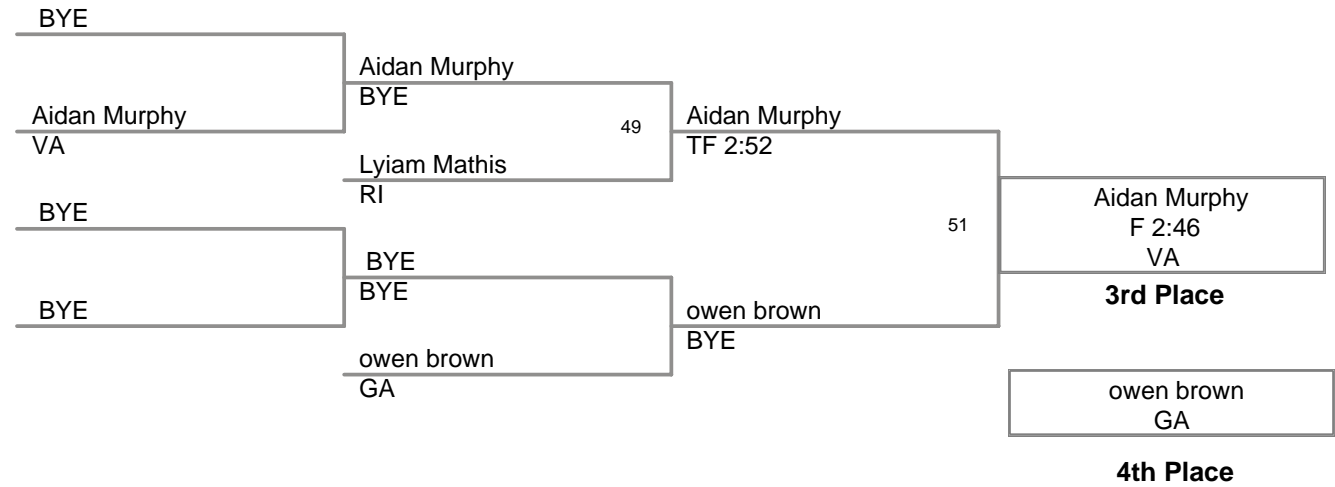 BYE
Aidan Murphy
BYE
Aidan Murphy
VA
49
Aidan Murphy
TF 2:52
Lyiam Mathis
RI
Aidan Murphy
F 2:46
VA
BYE
51
BYE
BYE
3rd Place
BYE
owen brown
BYE
owen brown
GA
owen brown
GA
4th Place